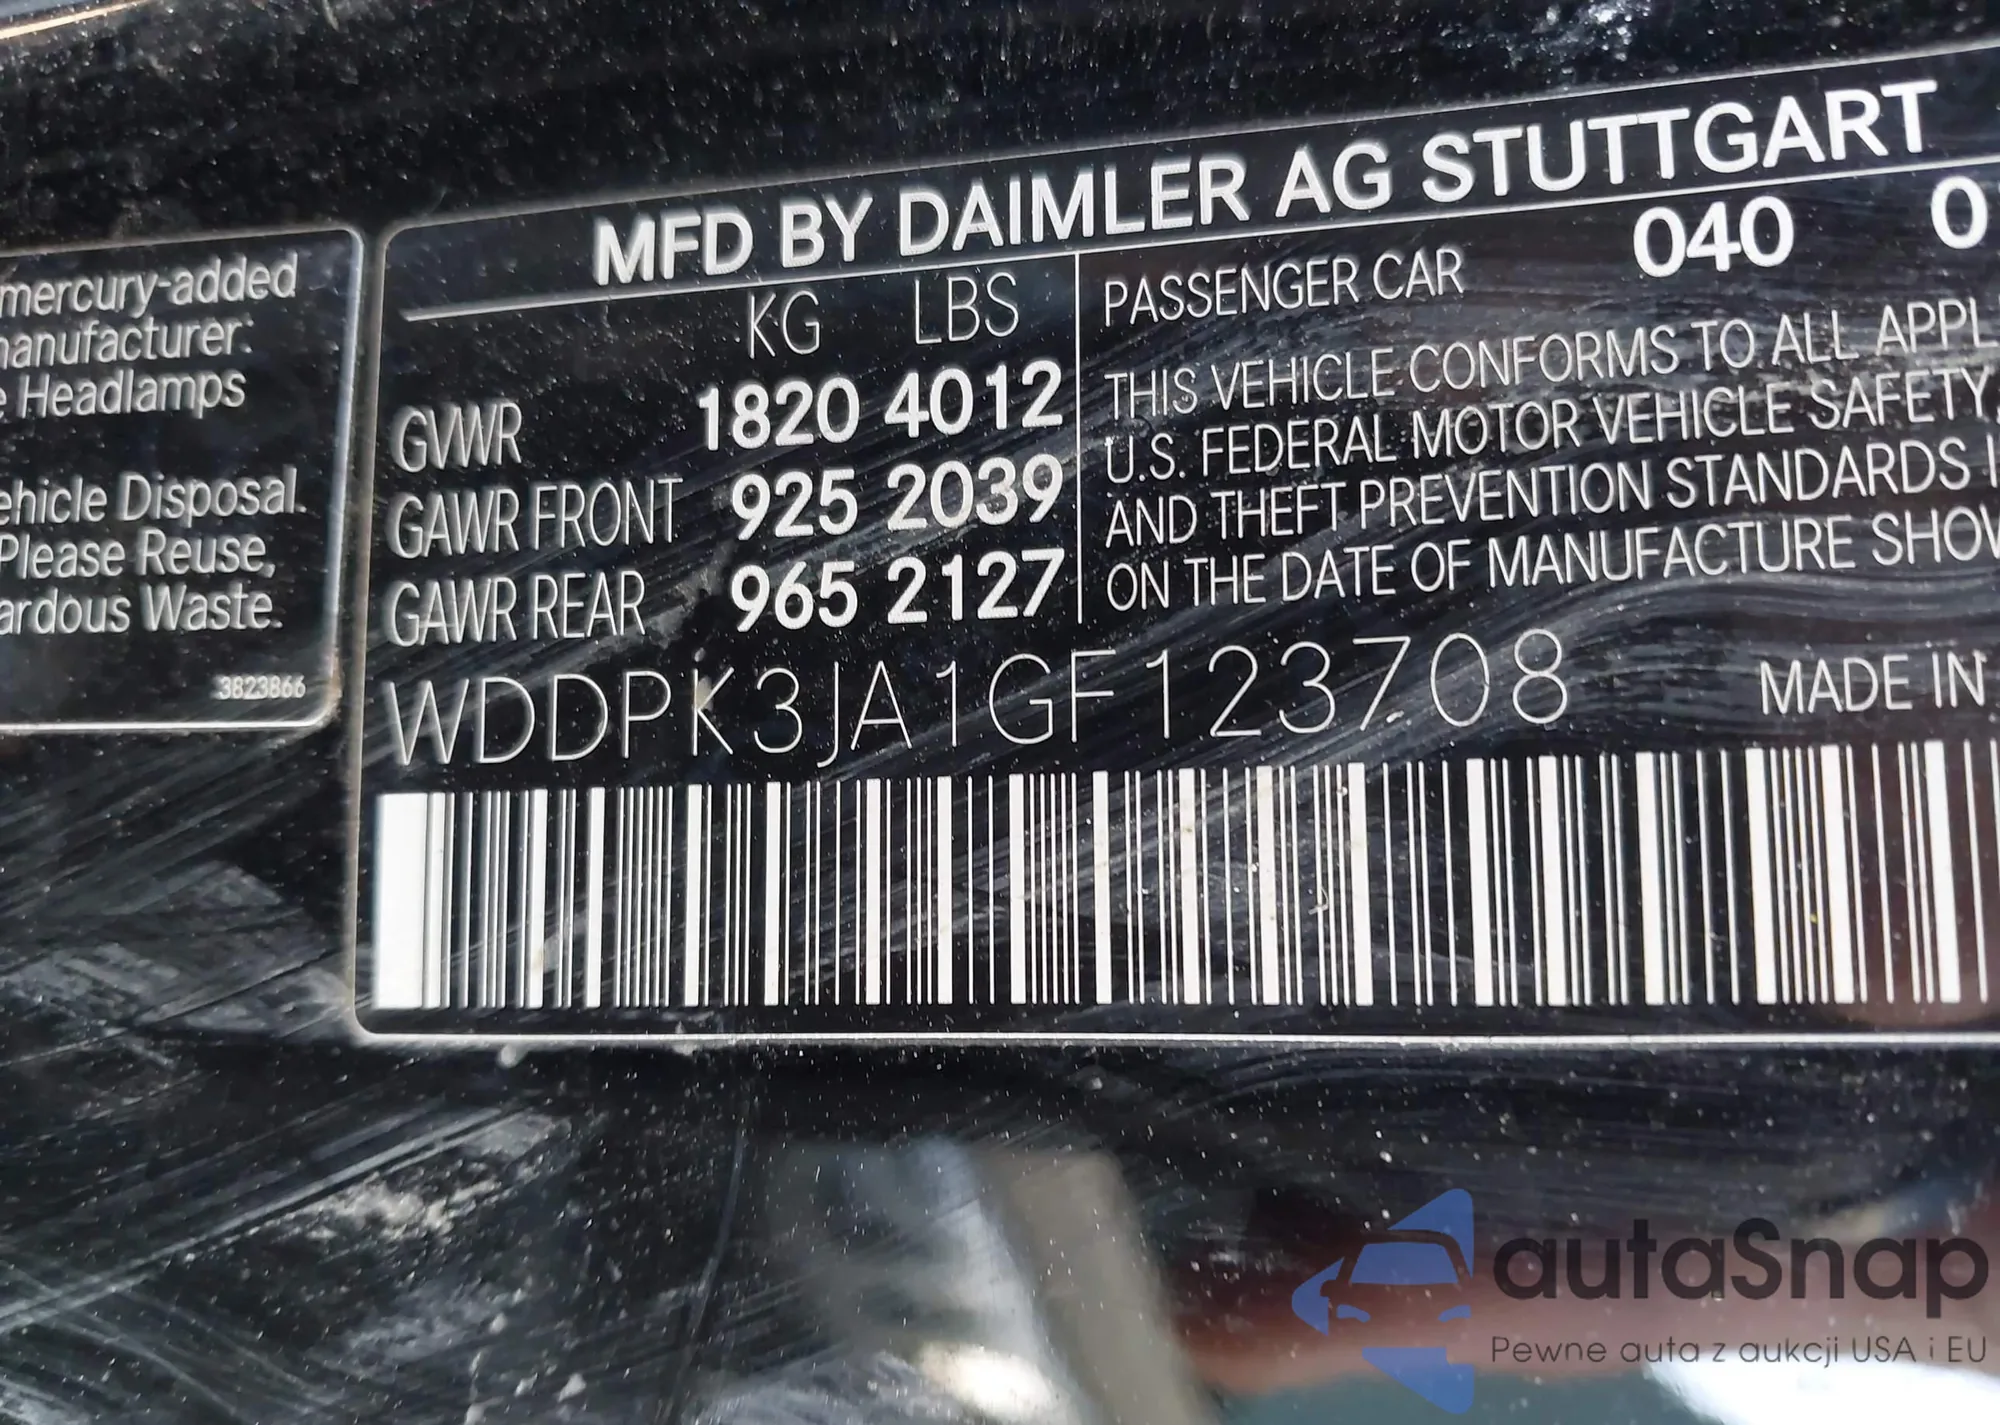 mercury-added
manufacturer:
Headlamps
Vehicle Disposal.
Please Reuse,
Waste.
3823866
MFD BY DAIMLER AG STUTTGART
KG LBS
GVWR 1820 4012
GAWR FRONT 925 2039
GAWR REAR 965 2127
PASSENGER CAR 040 0
THIS VEHICLE CONFORMS TO ALL APPL
U.S. FEDERAL MOTOR VEHICLE SAFETY,
AND THEFT PREVENTION STANDARDS I
ON THE DATE OF MANUFACTURE SHOW
WDDPK3JA1GF123708 MADE IN
autaSnap
Pewne auta z aukcji USA i EU